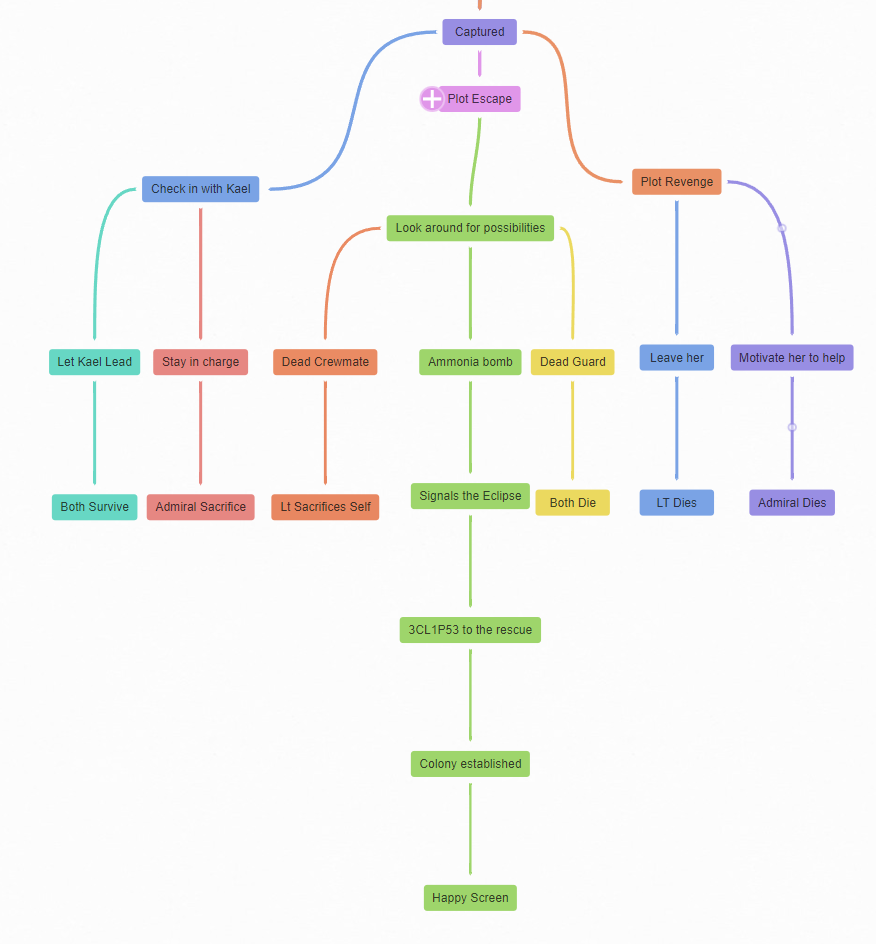 Captured
Plot Escape
Check in with Kael
Plot Revenge
Look around for possibilities
Let Kael Lead
Stay in charge
Dead Crewmate
Ammonia bomb
Dead Guard
Leave her
Motivate her to help
Both Survive
Admiral Sacrifice
Lt Sacrifices Self
Signals the Eclipse
Both Die
LT Dies
Admiral Dies
3CL1P53 to the rescue
Colony established
Happy Screen